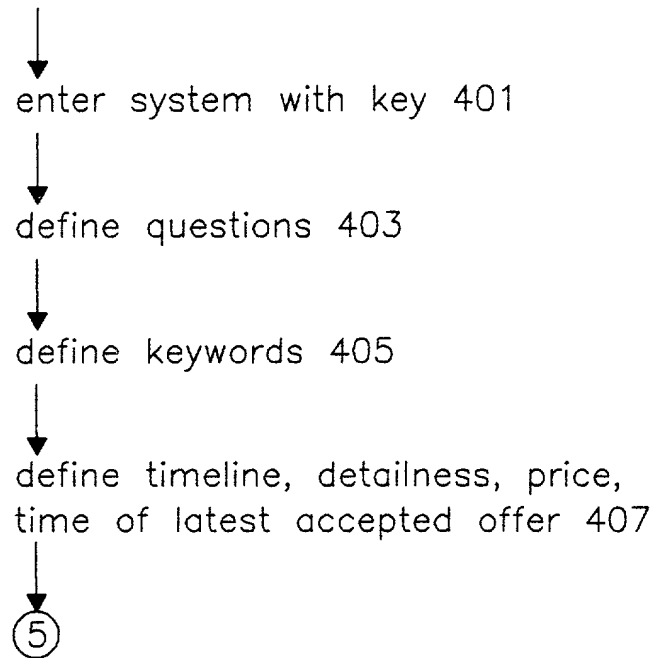 enter system with key 401
define questions 403
define keywords 405
define timeline, detailness, price,
time of latest accepted offer 407
5